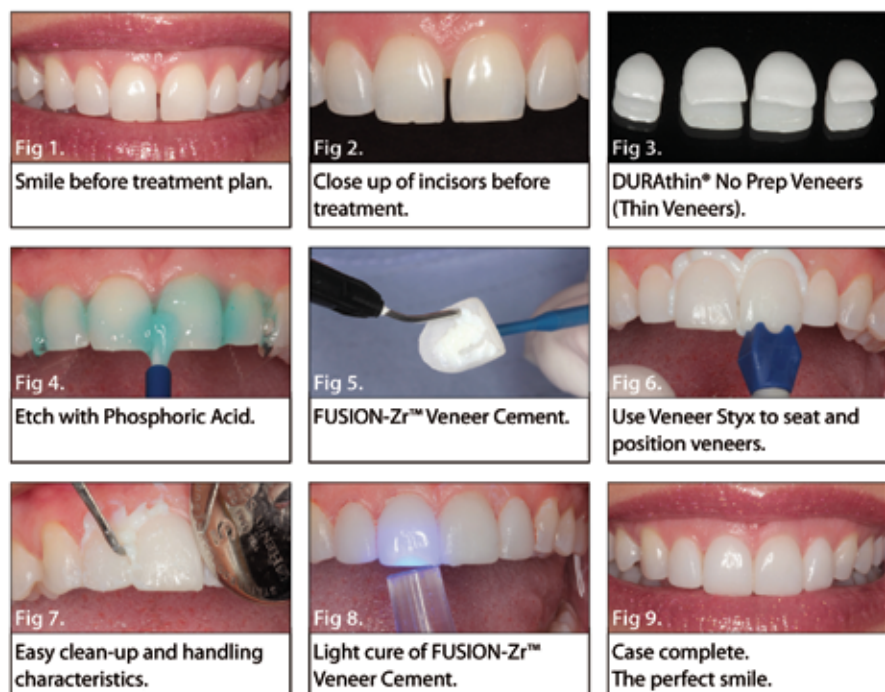 Fig 1.
Smile before treatment plan.
Fig 2.
Close up of incisors before
treatment.
Fig 3.
DURAthin® No Prep Veneers
(Thin Veneers).
Fig 4.
Etch with Phosphoric Acid.
Fig 5.
FUSION-Zr™ Veneer Cement.
Fig 6.
Use Veneer Styx to seat and
position veneers.
Fig 7.
Easy clean-up and handling
characteristics.
Fig 8.
Light cure of FUSION-Zr™
Veneer Cement.
Fig 9.
Case complete.
The perfect smile.